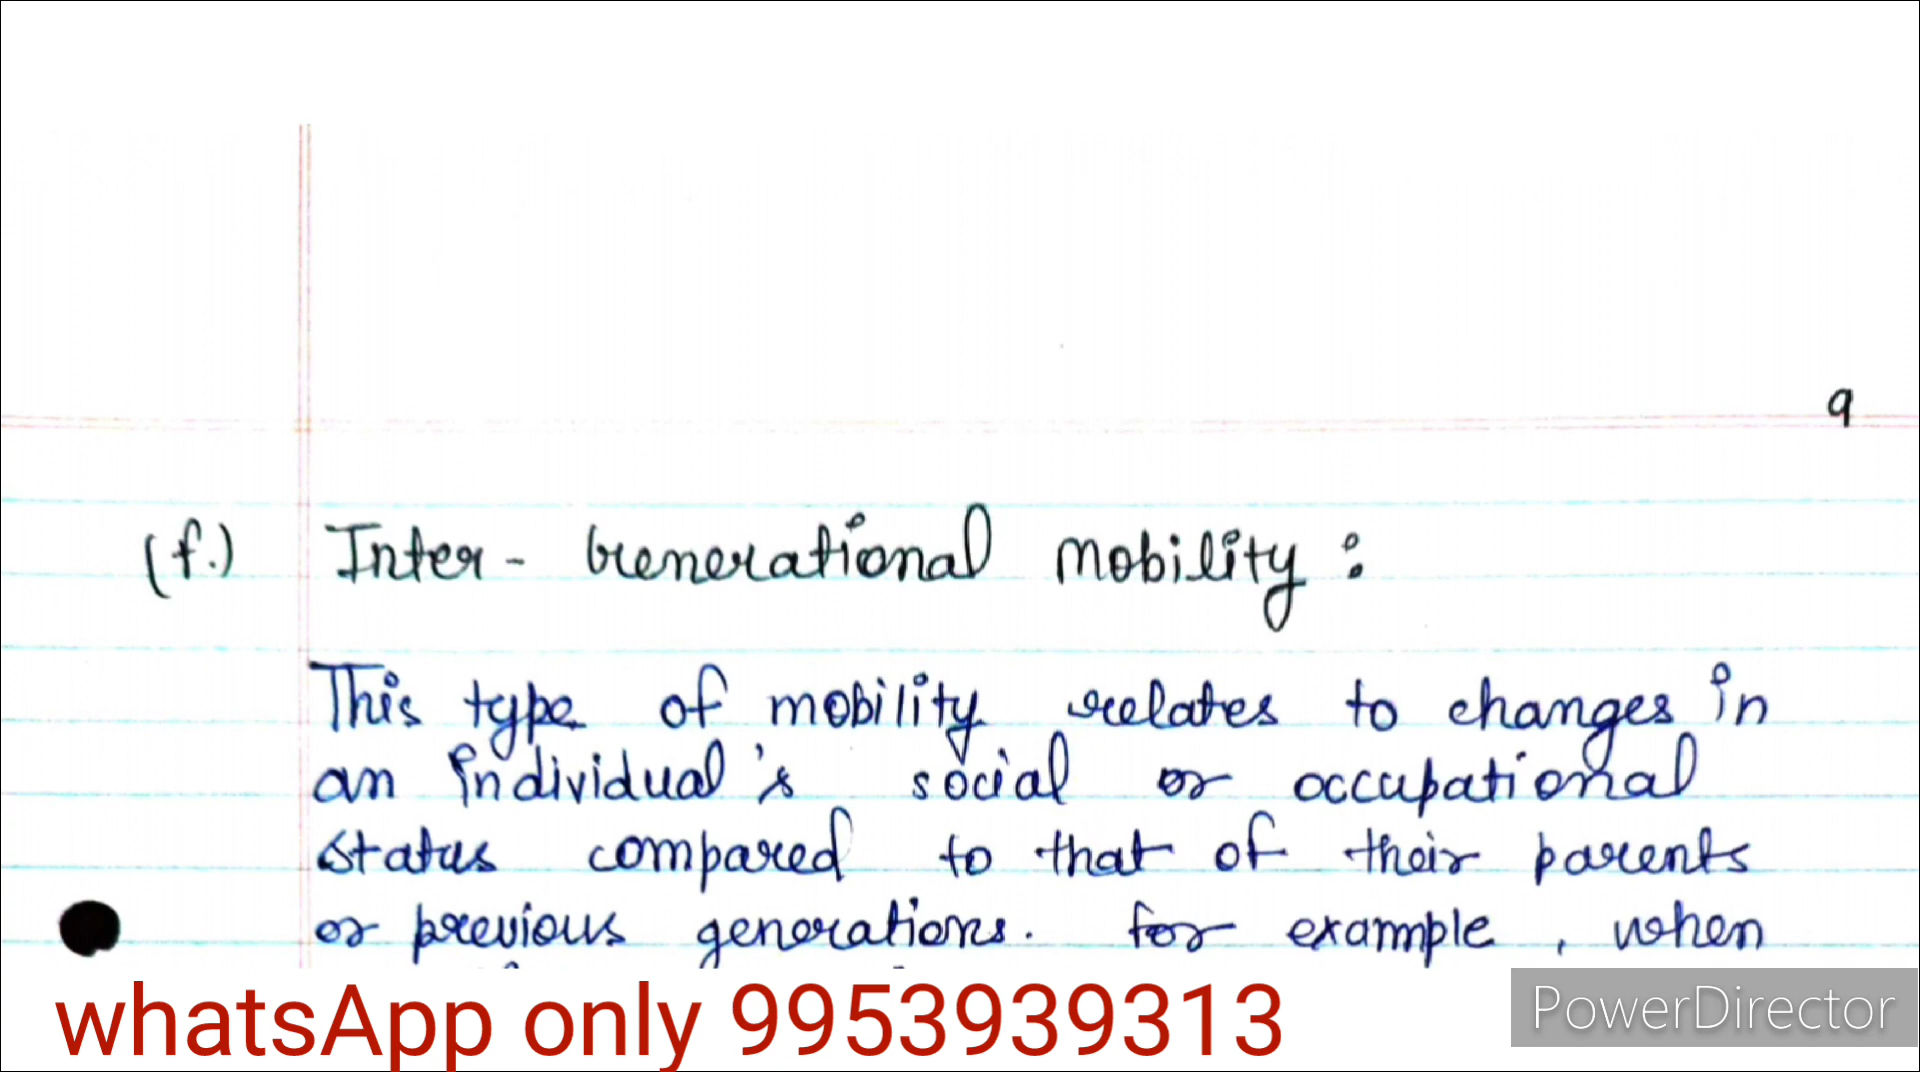 9
(f.) Inter - Generational mobility :
This type of mobility relates to changes in
an individual's social or occupational
status compared to that of their parents
or previous generations. for example , when
whatsApp only 9953939313
PowerDirector